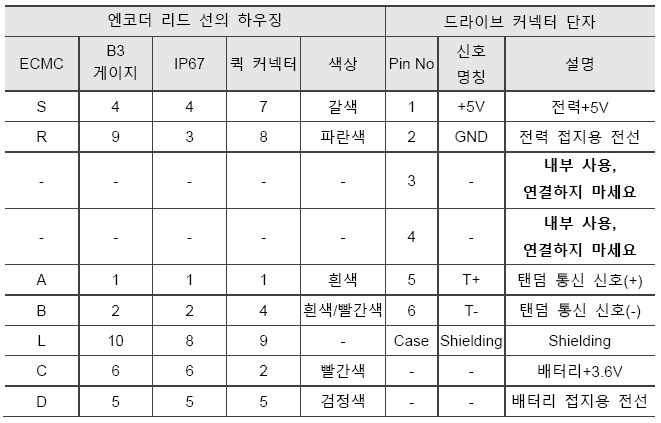 엔코더 리드 선의 하우징 드라이브 커넥터 단자
ECMC B3 게이지 IP67 퀵 커넥터 색상 Pin No 신호 명칭 설명
S 4 4 7 갈색 1 +5V 전력+5V
R 9 3 8 파란색 2 GND 전력 접지용 전선
- - - - - 3 - 내부 사용,
연결하지 마세요
- - - - - 4 - 내부 사용,
연결하지 마세요
A 1 1 1 흰색 5 T+ 탠덤 통신 신호(+)
B 2 2 4 흰색/빨간색 6 T- 탠덤 통신 신호(-)
L 10 8 9 - Case Shielding Shielding
C 6 6 2 빨간색 - - 배터리+3.6V
D 5 5 5 검정색 - - 배터리 접지용 전선